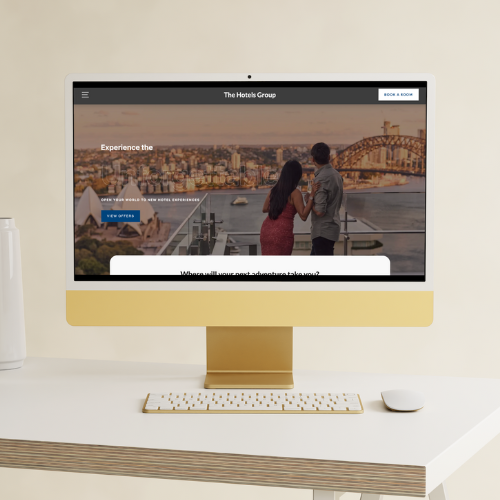 The Hotels Group
BOOK A ROOM
Experience the
OPEN YOUR WORLD TO NEW HOTEL EXPERIENCES
VIEW OFFERS
Where will your next adventure take you?